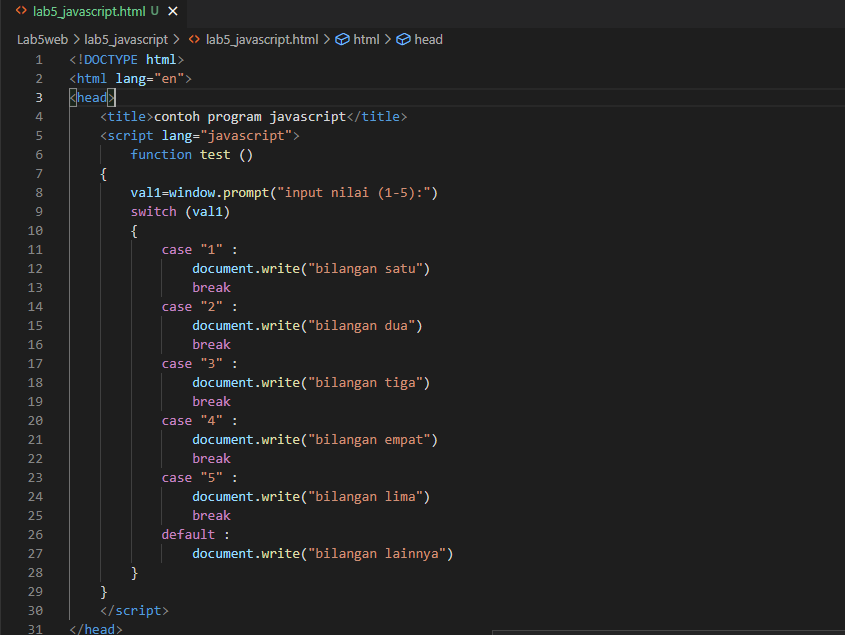 lab5_javascript.html U ×
Lab5web > lab5_javascript > lab5_javascript.html > html > head
1 <!DOCTYPE html>
2 <html lang="en">
3 <head>
4     <title>contoh program javascript</title>
5     <script lang="javascript">
6         function test ()
7     {
8         val1=window.prompt("input nilai (1-5):")
9         switch (val1)
10         {
11             case "1" :
12                 document.write("bilangan satu")
13                 break
14             case "2" :
15                 document.write("bilangan dua")
16                 break
17             case "3" :
18                 document.write("bilangan tiga")
19                 break
20             case "4" :
21                 document.write("bilangan empat")
22                 break
23             case "5" :
24                 document.write("bilangan lima")
25                 break
26             default :
27                 document.write("bilangan lainnya")
28         }
29     }
30     </script>
31 </head>